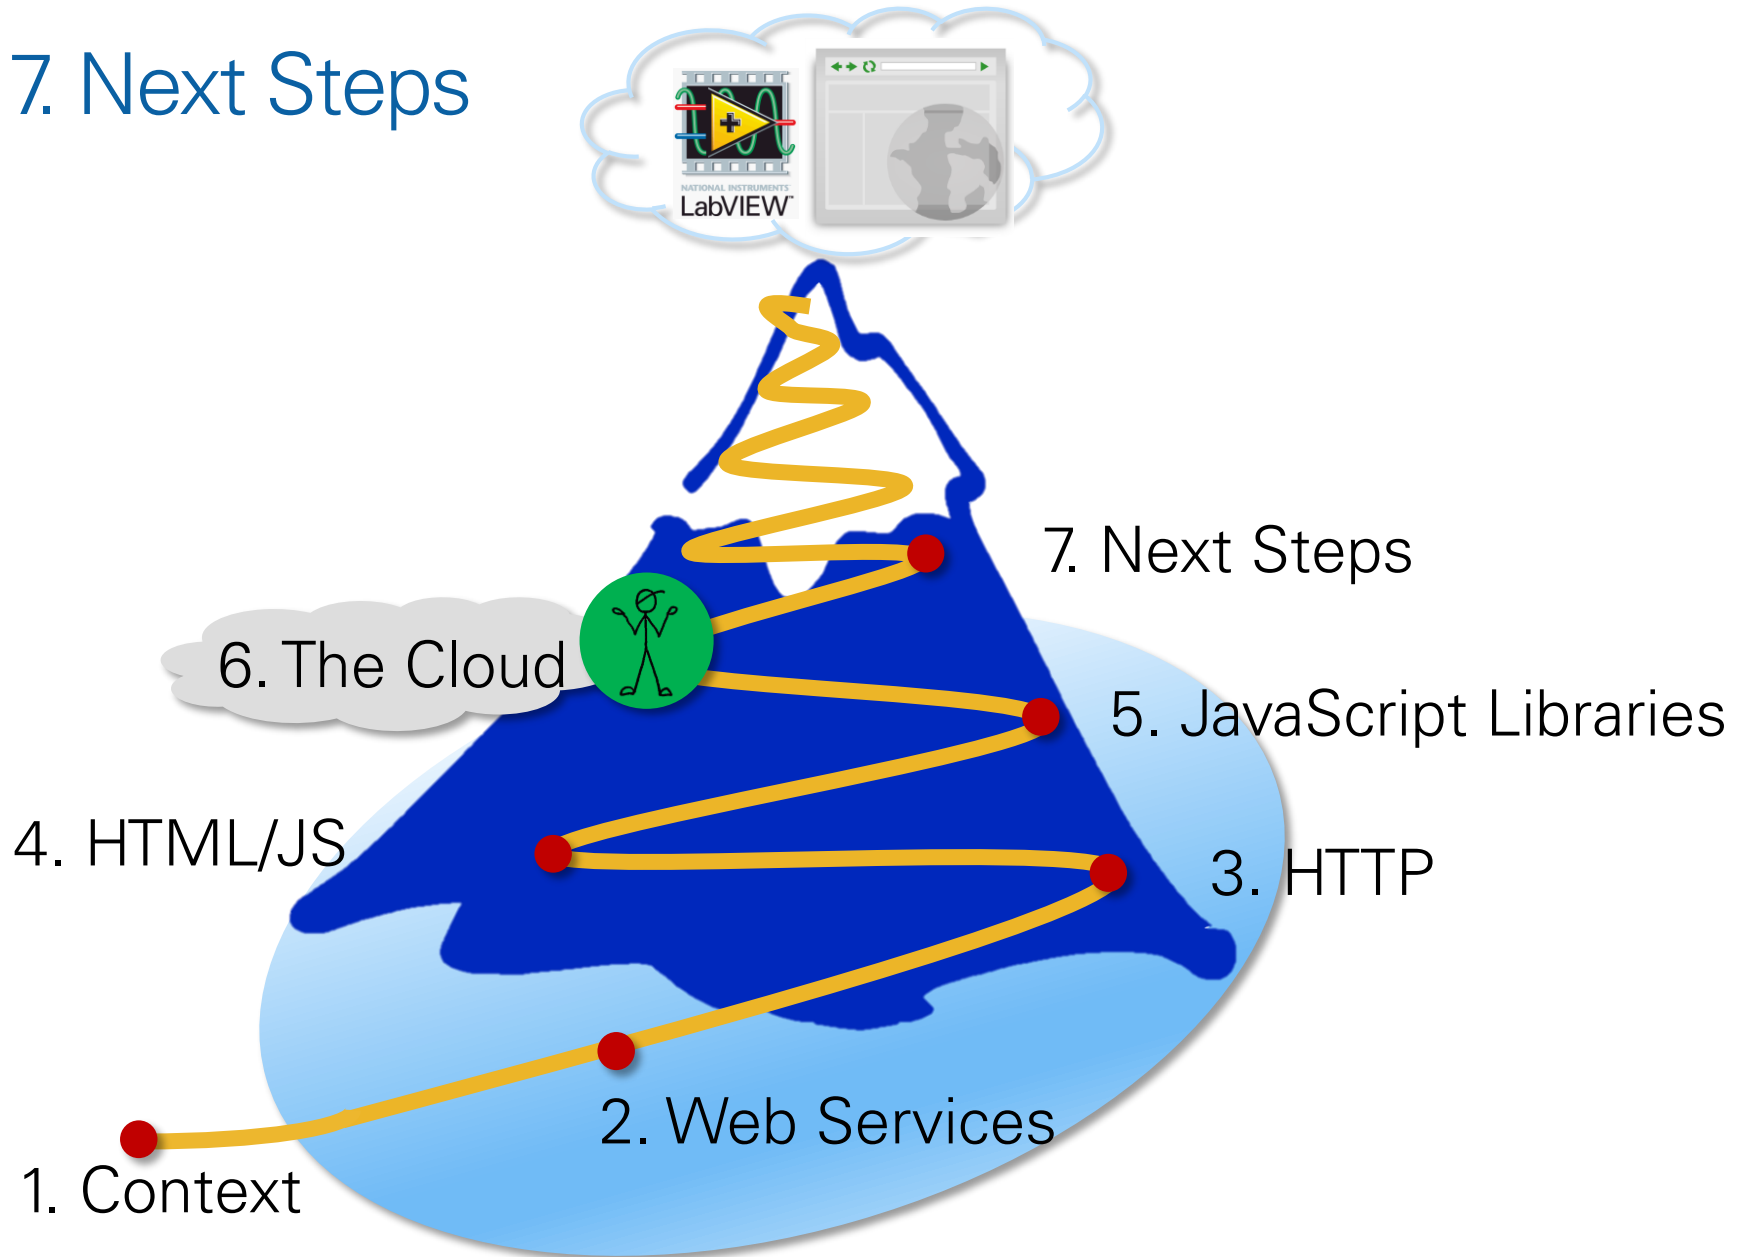 7. Next Steps
NATIONAL INSTRUMENTS
LabVIEW™
7. Next Steps
6. The Cloud
5. JavaScript Libraries
4. HTML/JS
3. HTTP
2. Web Services
1. Context